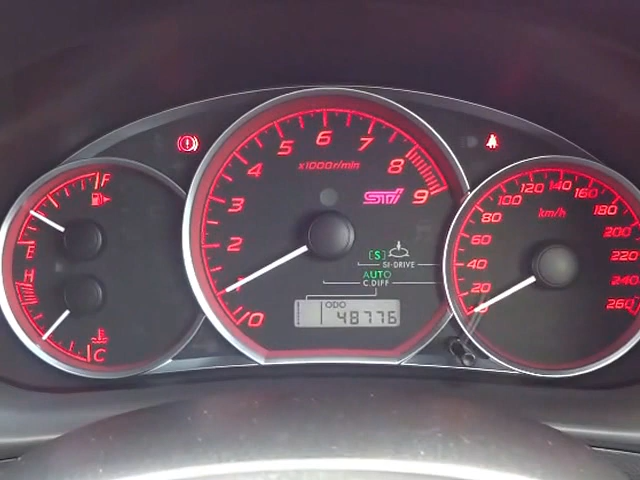 F
E
H
C
0 1 2 3 4 5 6 7 8 9
x1000r/min
STI
[S]
SI-DRIVE
AUTO
C.DIFF
ODO
48776
0 20 40 60 80 100 120 140 160 180 200 220 240 260
km/h